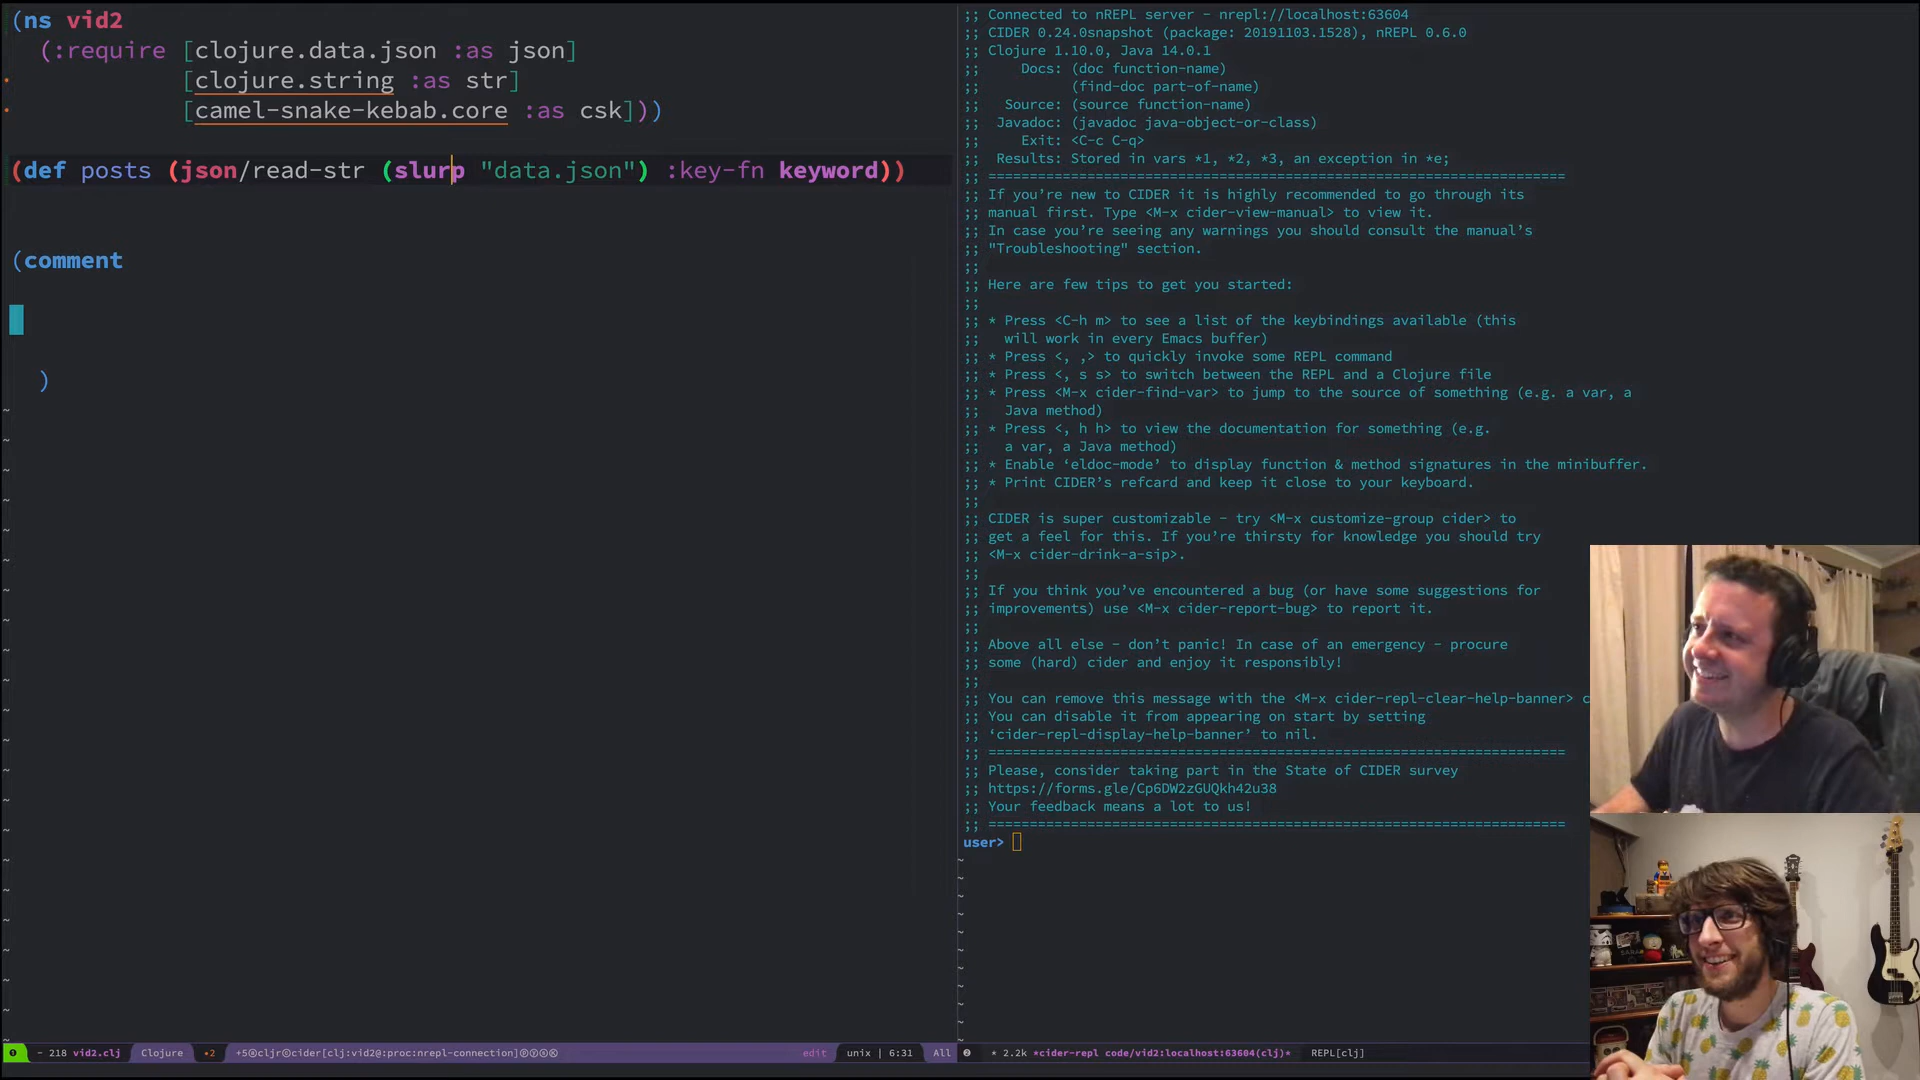 (ns vid2
(:require [clojure.data.json :as json]
[clojure.string :as str]
[camel-snake-kebab.core :as csk]))
(def posts (json/read-str (slurp "data.json") :key-fn keyword))
(comment
)
;; Connected to nREPL server - nrepl://localhost:63604
;; CIDER 0.24.0snapshot (package: 20191103.1528), nREPL 0.6.0
;; Clojure 1.10.0, Java 14.0.1
;; Docs: (doc function-name)
;; (find-doc part-of-name)
;; Source: (source function-name)
;; Javadoc: (javadoc java-object-or-class)
;; Exit: <C-c C-q>
;; Results: Stored in vars *1, *2, *3, an exception in *e;
;; ======================================================================
;; If you’re new to CIDER it is highly recommended to go through its
;; manual first. Type <M-x cider-view-manual> to view it.
;; In case you’re seeing any warnings you should consult the manual’s
;; "Troubleshooting" section.
;;
;; Here are few tips to get you started:
;;
;; * Press <C-h m> to see a list of the keybindings available (this
;; will work in every Emacs buffer)
;; * Press <, ,> to quickly invoke some REPL command
;; * Press <, s s> to switch between the REPL and a Clojure file
;; * Press <M-x cider-find-var> to jump to the source of something (e.g. a var, a
;; Java method)
;; * Press <, h h> to view the documentation for something (e.g.
;; a var, a Java method)
;; * Enable ‘eldoc-mode’ to display function & method signatures in the minibuffer.
;; * Print CIDER’s refcard and keep it close to your keyboard.
;;
;; CIDER is super customizable - try <M-x customize-group cider> to
;; get a feel for this. If you’re thirsty for knowledge you should try
;; <M-x cider-drink-a-sip>.
;;
;; If you think you’ve encountered a bug (or have some suggestions for
;; improvements) use <M-x cider-report-bug> to report it.
;;
;; Above all else - don’t panic! In case of an emergency - procure
;; some (hard) cider and enjoy it responsibly!
;;
;; You can remove this message with the <M-x cider-repl-clear-help-banner> c
;; You can disable it from appearing on start by setting
;; ‘cider-repl-display-help-banner’ to nil.
;; ======================================================================
;; Please, consider taking part in the State of CIDER survey
;; https://forms.gle/Cp6DW2zGUQkh42u38
;; Your feedback means a lot to us!
;; ======================================================================
user>
- 218 vid2.clj Clojure •2 cider[clj:vid2@:proc:nrepl-connection] edit unix | 6:31 All
* 2.2k *cider-repl code/vid2:localhost:63604(clj)* REPL[clj]